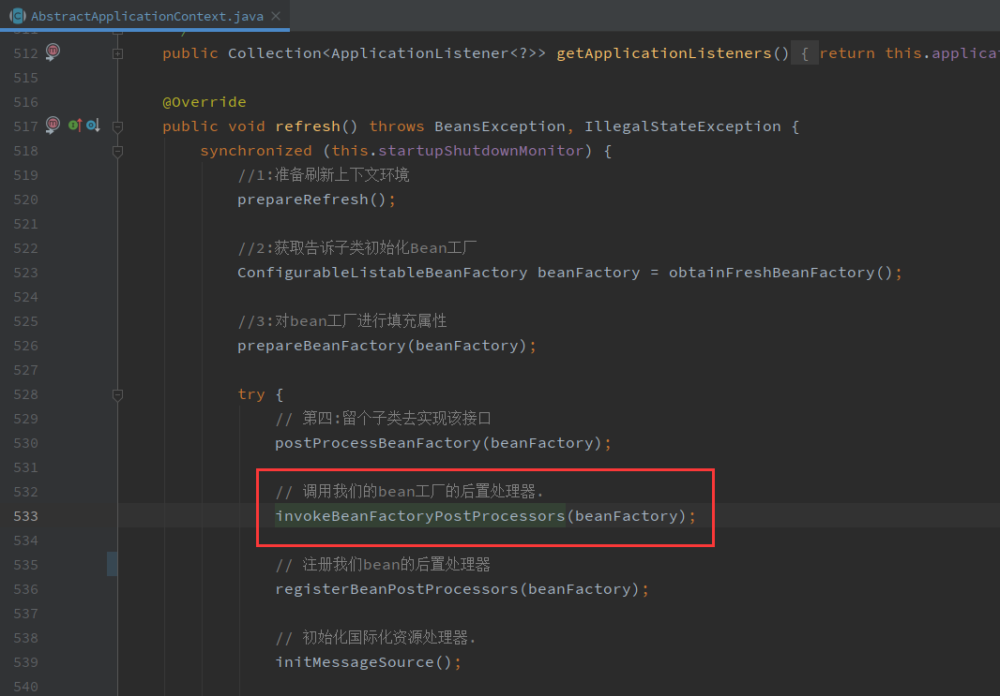 AbstractApplicationContext.java
512 public Collection<ApplicationListener<?>> getApplicationListeners() { return this.applica
515
516 @Override
517 public void refresh() throws BeansException, IllegalStateException {
518 synchronized (this.startupShutdownMonitor) {
519 //1:准备刷新上下文环境
520 prepareRefresh();
521
522 //2:获取告诉子类初始化Bean工厂
523 ConfigurableListableBeanFactory beanFactory = obtainFreshBeanFactory();
524
525 //3:对bean工厂进行填充属性
526 prepareBeanFactory(beanFactory);
527
528 try {
529 // 第四:留个子类去实现该接口
530 postProcessBeanFactory(beanFactory);
531
532 // 调用我们的bean工厂的后置处理器.
533 invokeBeanFactoryPostProcessors(beanFactory);
534
535 // 注册我们bean的后置处理器
536 registerBeanPostProcessors(beanFactory);
537
538 // 初始化国际化资源处理器.
539 initMessageSource();
540